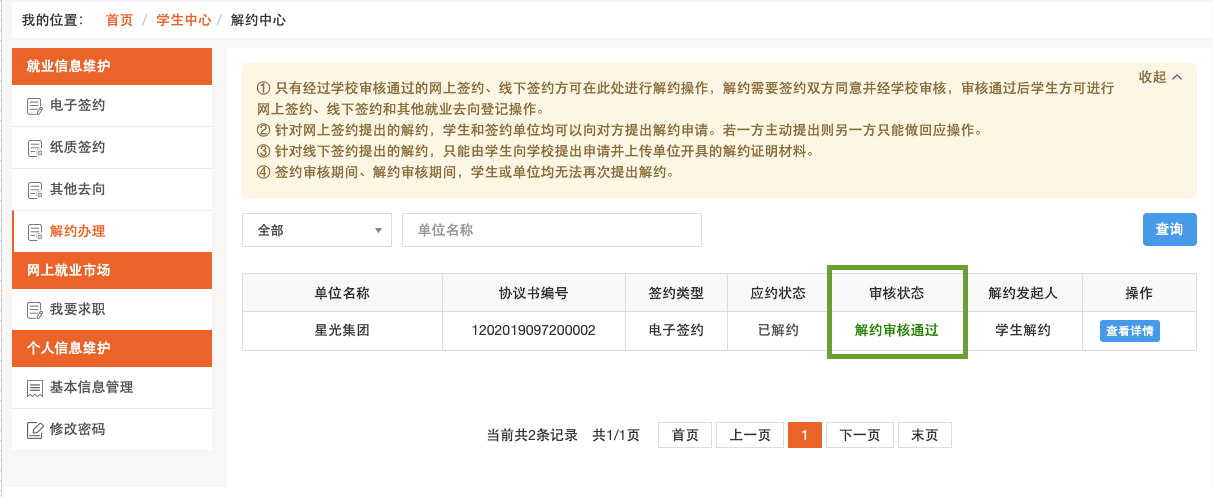 我的位置： 首页 / 学生中心 / 解约中心
就业信息维护
电子签约
纸质签约
其他去向
解约办理
网上就业市场
我要求职
个人信息维护
基本信息管理
修改密码
收起
① 只有经过学校审核通过的网上签约、线下签约方可在此处进行解约操作，解约需要签约双方同意并经学校审核，审核通过后学生方可进行
网上签约、线下签约和其他就业去向登记操作。
② 针对网上签约提出的解约，学生和签约单位均可以向对方提出解约申请。若一方主动提出则另一方只能做回应操作。
③ 针对线下签约提出的解约，只能由学生向学校提出申请并上传单位开具的解约证明材料。
④ 签约审核期间、解约审核期间，学生或单位均无法再次提出解约。
全部 单位名称 查询
单位名称 协议书编号 签约类型 应约状态 审核状态 解约发起人 操作
星光集团 1202019097200002 电子签约 已解约 解约审核通过 学生解约 查看详情
当前共2条记录 共1/1页 首页 上一页 1 下一页 末页